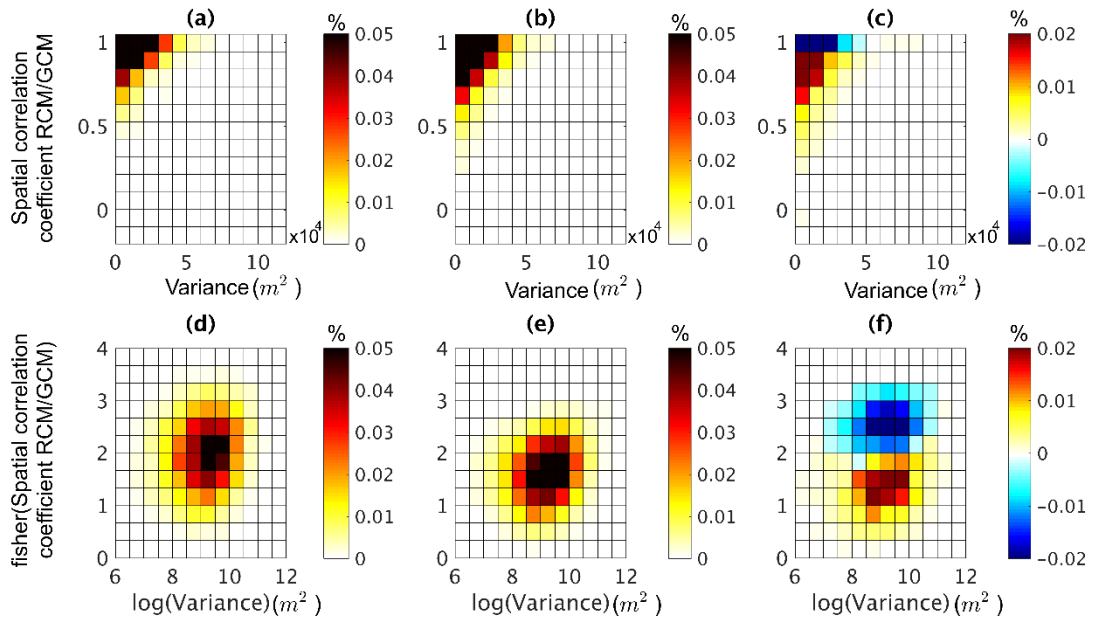 (a) (b) (c)
% % %
Spatial correlation
coefficient RCM/GCM
1 0.5 0
0 5 10
x10^4
Variance (m^2)
0.05 0.04 0.03 0.02 0.01 0
1 0.5 0
0 5 10
x10^4
Variance (m^2)
0.05 0.04 0.03 0.02 0.01 0
1 0.5 0
0 5 10
x10^4
Variance (m^2)
0.02 0.01 0 −0.01 −0.02
(d) (e) (f)
% % %
fisher(Spatial correlation
coefficient RCM/GCM)
4 3 2 1 0
6 8 10 12
log(Variance) (m^2)
0.05 0.04 0.03 0.02 0.01 0
4 3 2 1 0
6 8 10 12
log(Variance) (m^2)
0.05 0.04 0.03 0.02 0.01 0
4 3 2 1 0
6 8 10 12
log(Variance) (m^2)
0.02 0.01 0 −0.01 −0.02